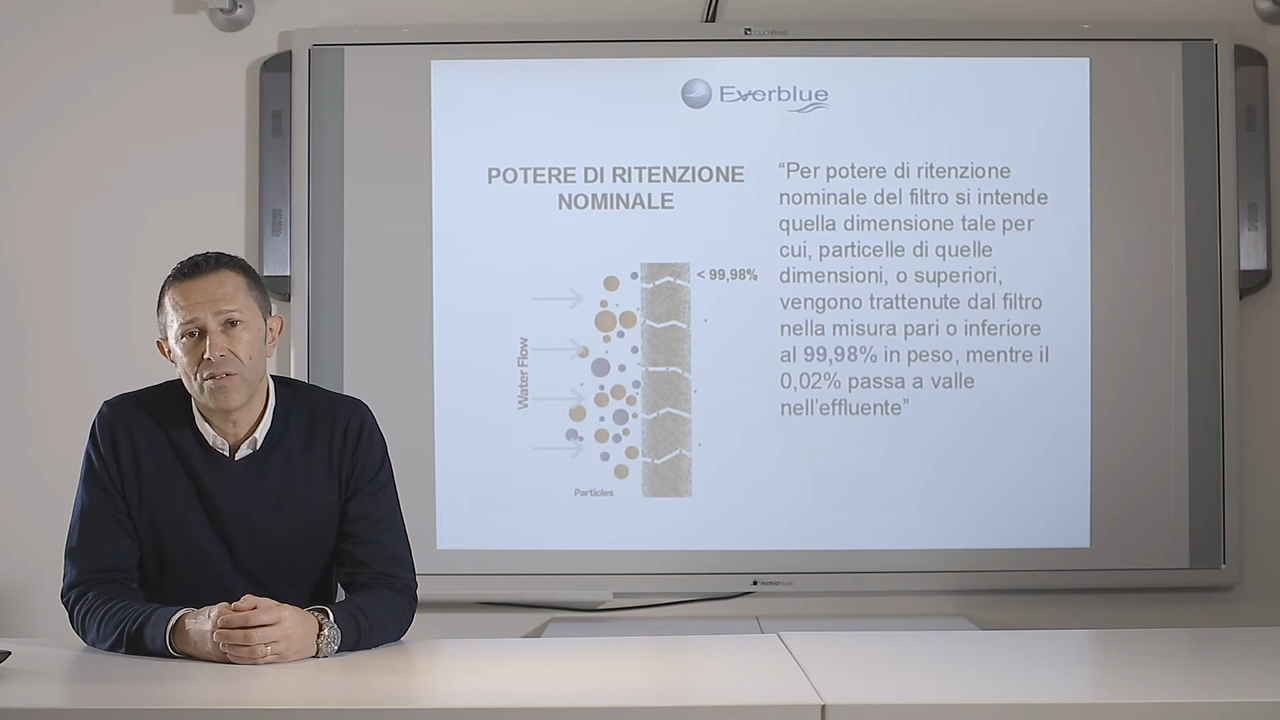 Everblue
POTERE DI RITENZIONE
NOMINALE
< 99,98%
Water Flow
Particles
“Per potere di ritenzione
nominale del filtro si intende
quella dimensione tale per
cui, particelle di quelle
dimensioni, o superiori,
vengono trattenute dal filtro
nella misura pari o inferiore
al 99,98% in peso, mentre il
0,02% passa a valle
nell’effluente”